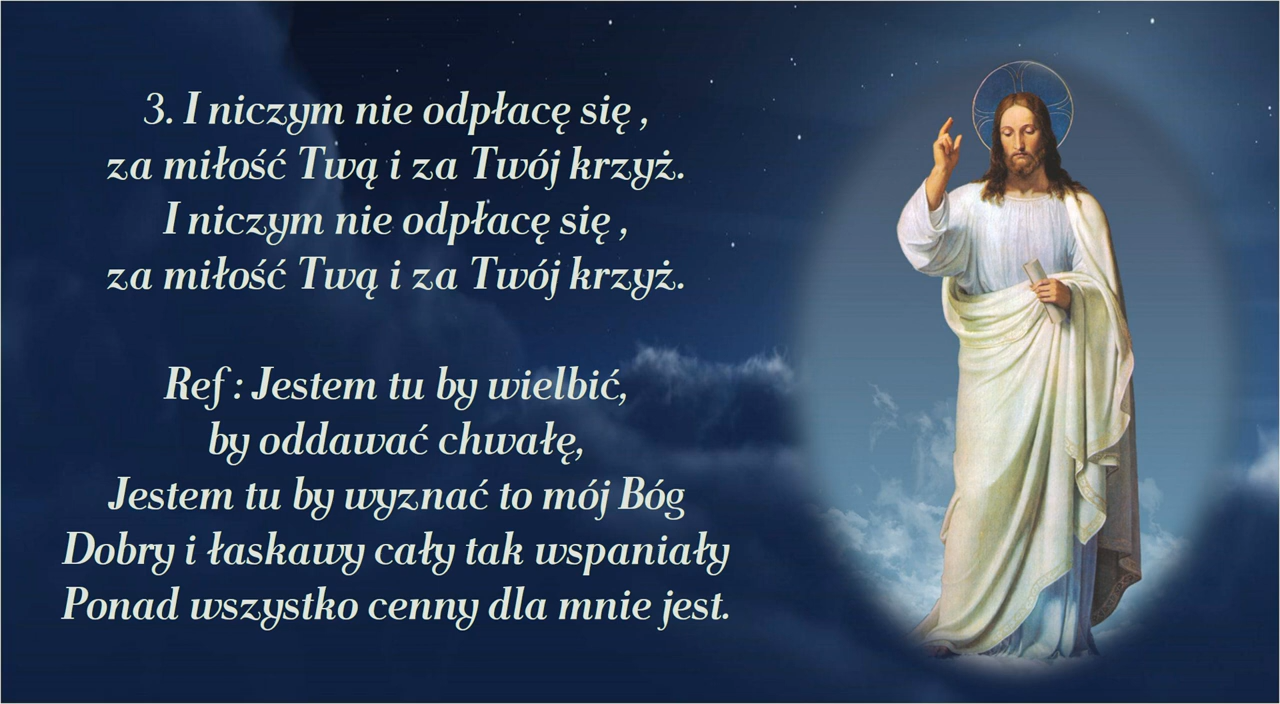 3. I niczym nie odpłacę się ,
za miłość Twą i za Twój krzyż.
I niczym nie odpłacę się ,
za miłość Twą i za Twój krzyż.
Ref : Jestem tu by wielbić,
by oddawać chwałę,
Jestem tu by wyznać to mój Bóg
Dobry i łaskawy cały tak wspaniały
Ponad wszystko cenny dla mnie jest.